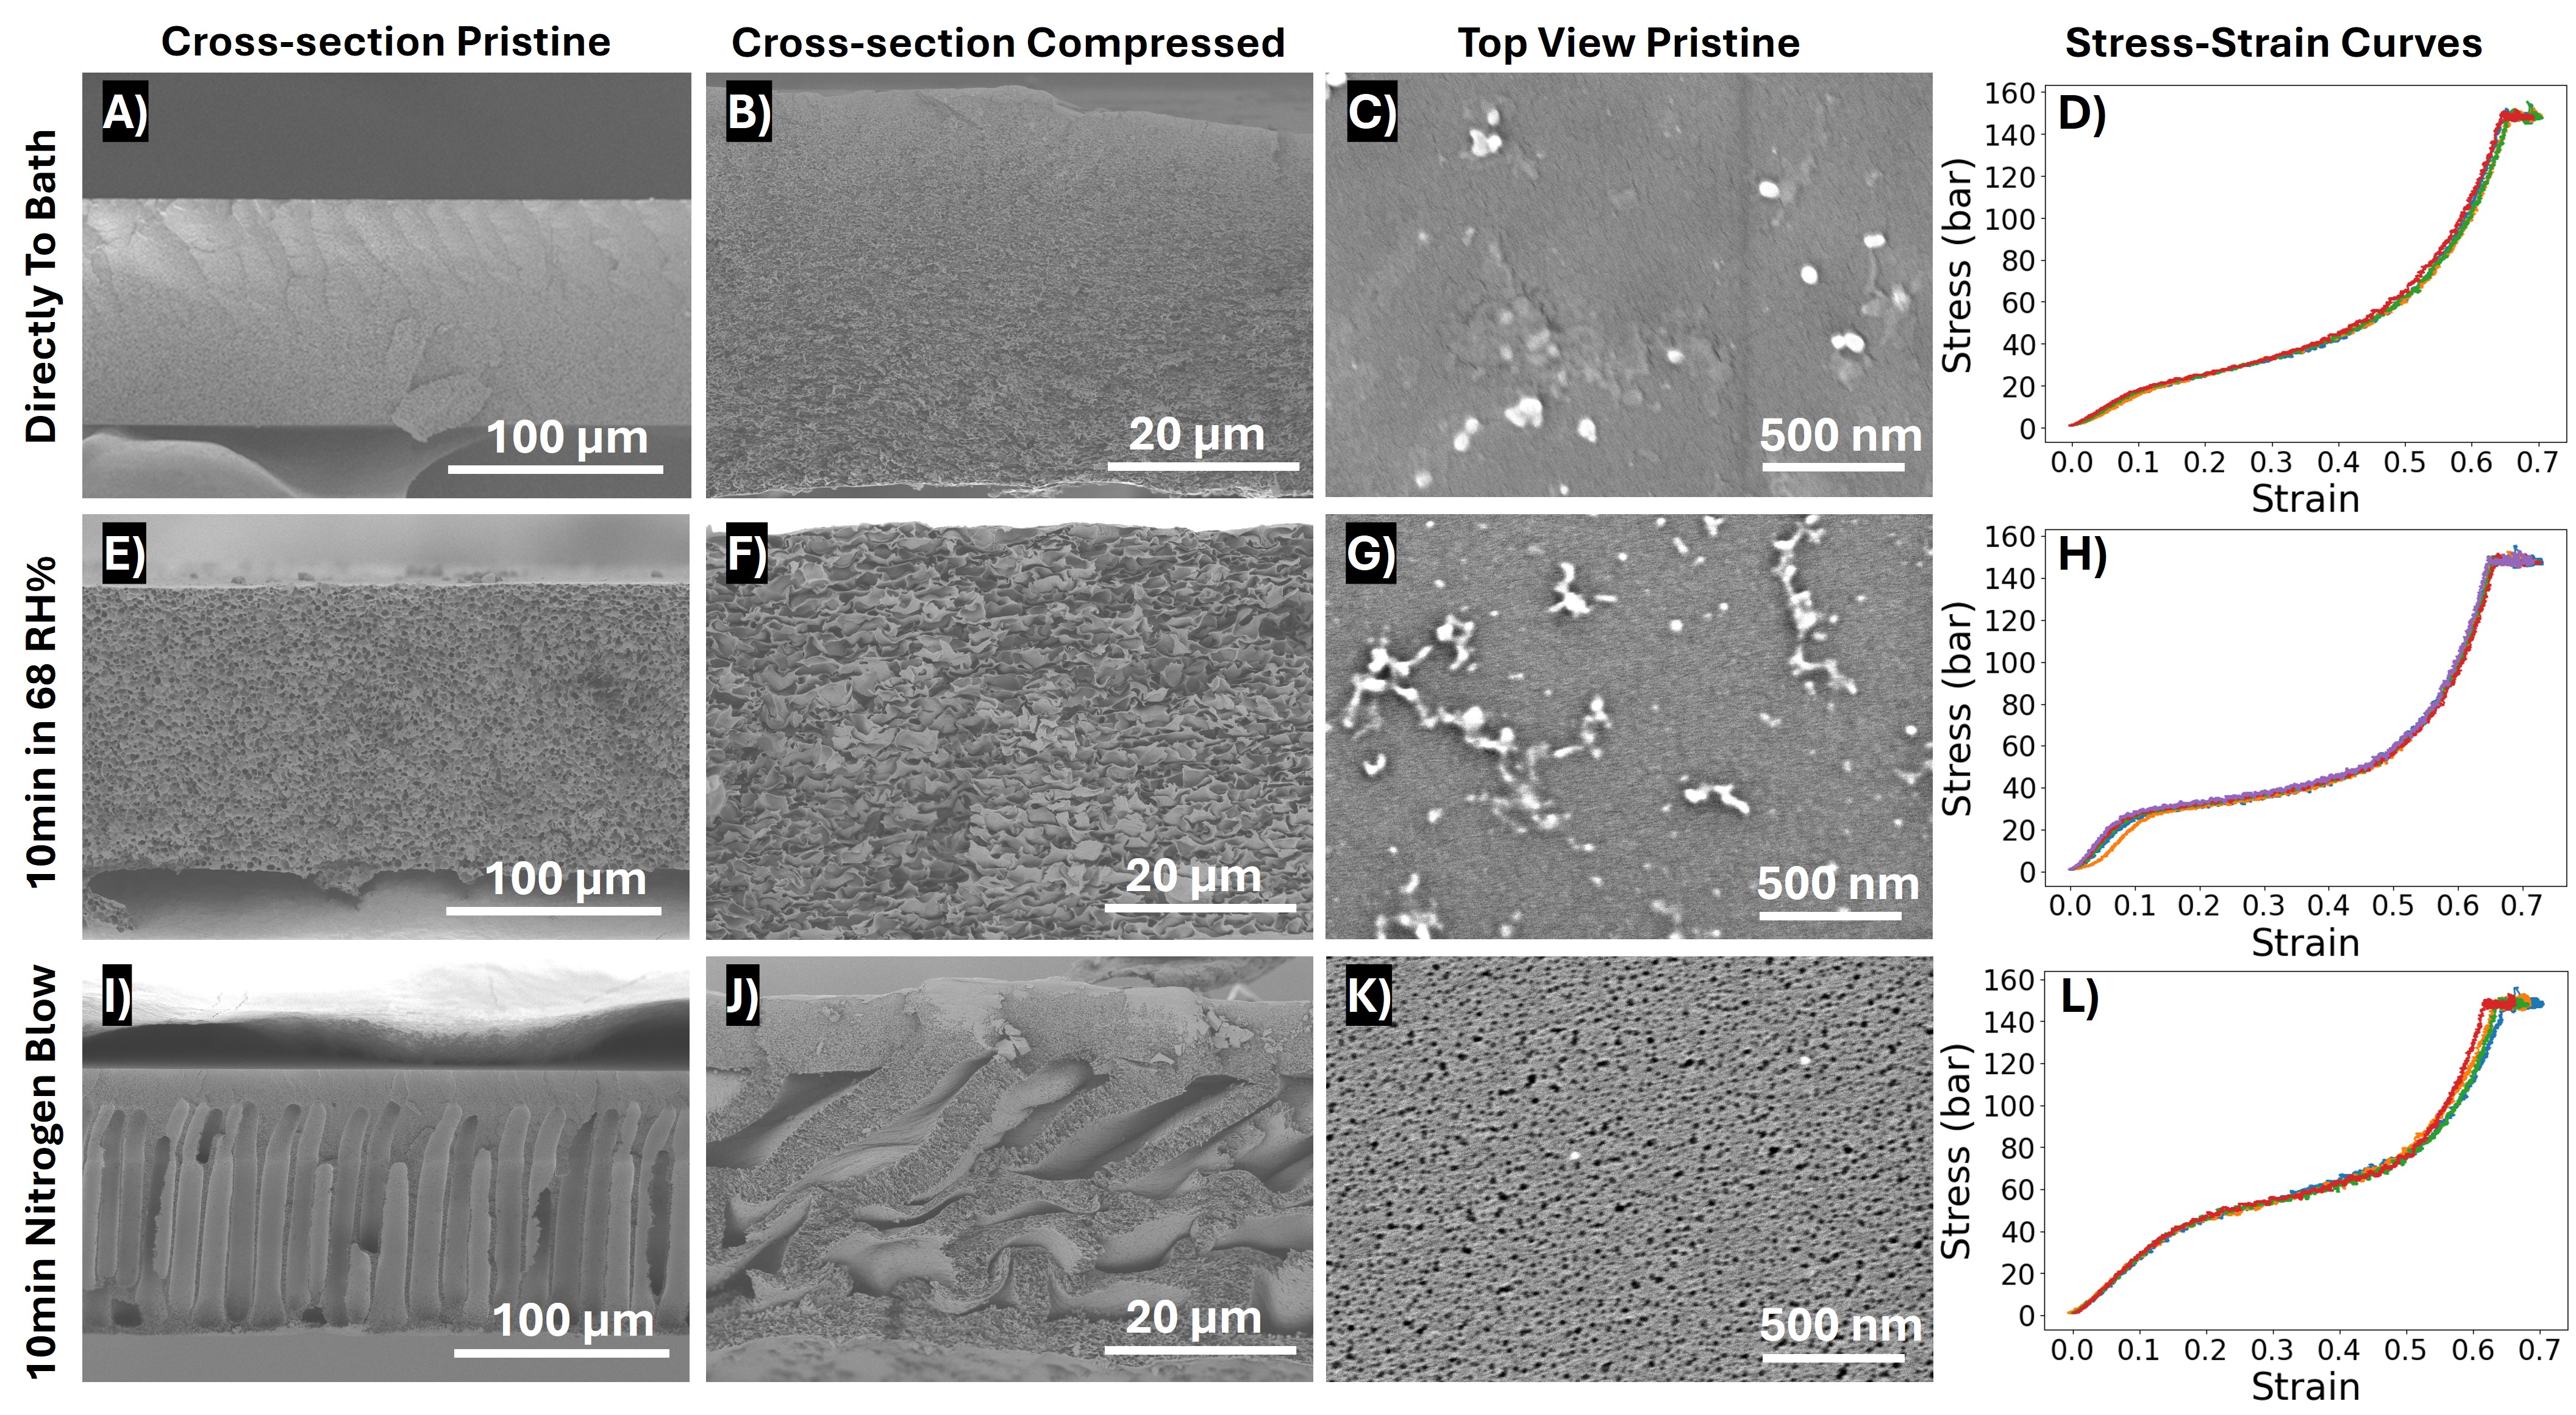 Cross-section Pristine
Cross-section Compressed
Top View Pristine
Stress-Strain Curves
Directly To Bath
A)
100 µm
B)
20 µm
C)
500 nm
D)
Stress (bar)
160
140
120
100
80
60
40
20
0
0.0 0.1 0.2 0.3 0.4 0.5 0.6 0.7
Strain
10min in 68 RH%
E)
100 µm
F)
20 µm
G)
500 nm
H)
Stress (bar)
160
140
120
100
80
60
40
20
0
0.0 0.1 0.2 0.3 0.4 0.5 0.6 0.7
Strain
10min Nitrogen Blow
I)
100 µm
J)
20 µm
K)
500 nm
L)
Stress (bar)
160
140
120
100
80
60
40
20
0
0.0 0.1 0.2 0.3 0.4 0.5 0.6 0.7
Strain